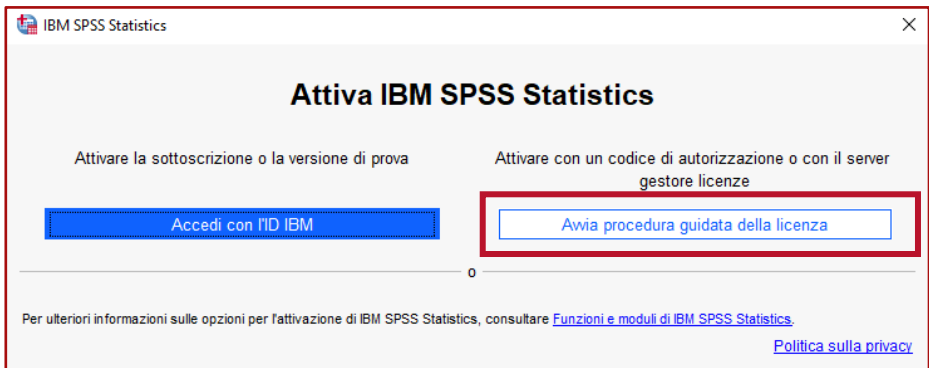 IBM SPSS Statistics
Attiva IBM SPSS Statistics
Attivare la sottoscrizione o la versione di prova
Accedi con l'ID IBM
Attivare con un codice di autorizzazione o con il server
gestore licenze
Avvia procedura guidata della licenza
o
Per ulteriori informazioni sulle opzioni per l'attivazione di IBM SPSS Statistics, consultare Funzioni e moduli di IBM SPSS Statistics.
Politica sulla privacy